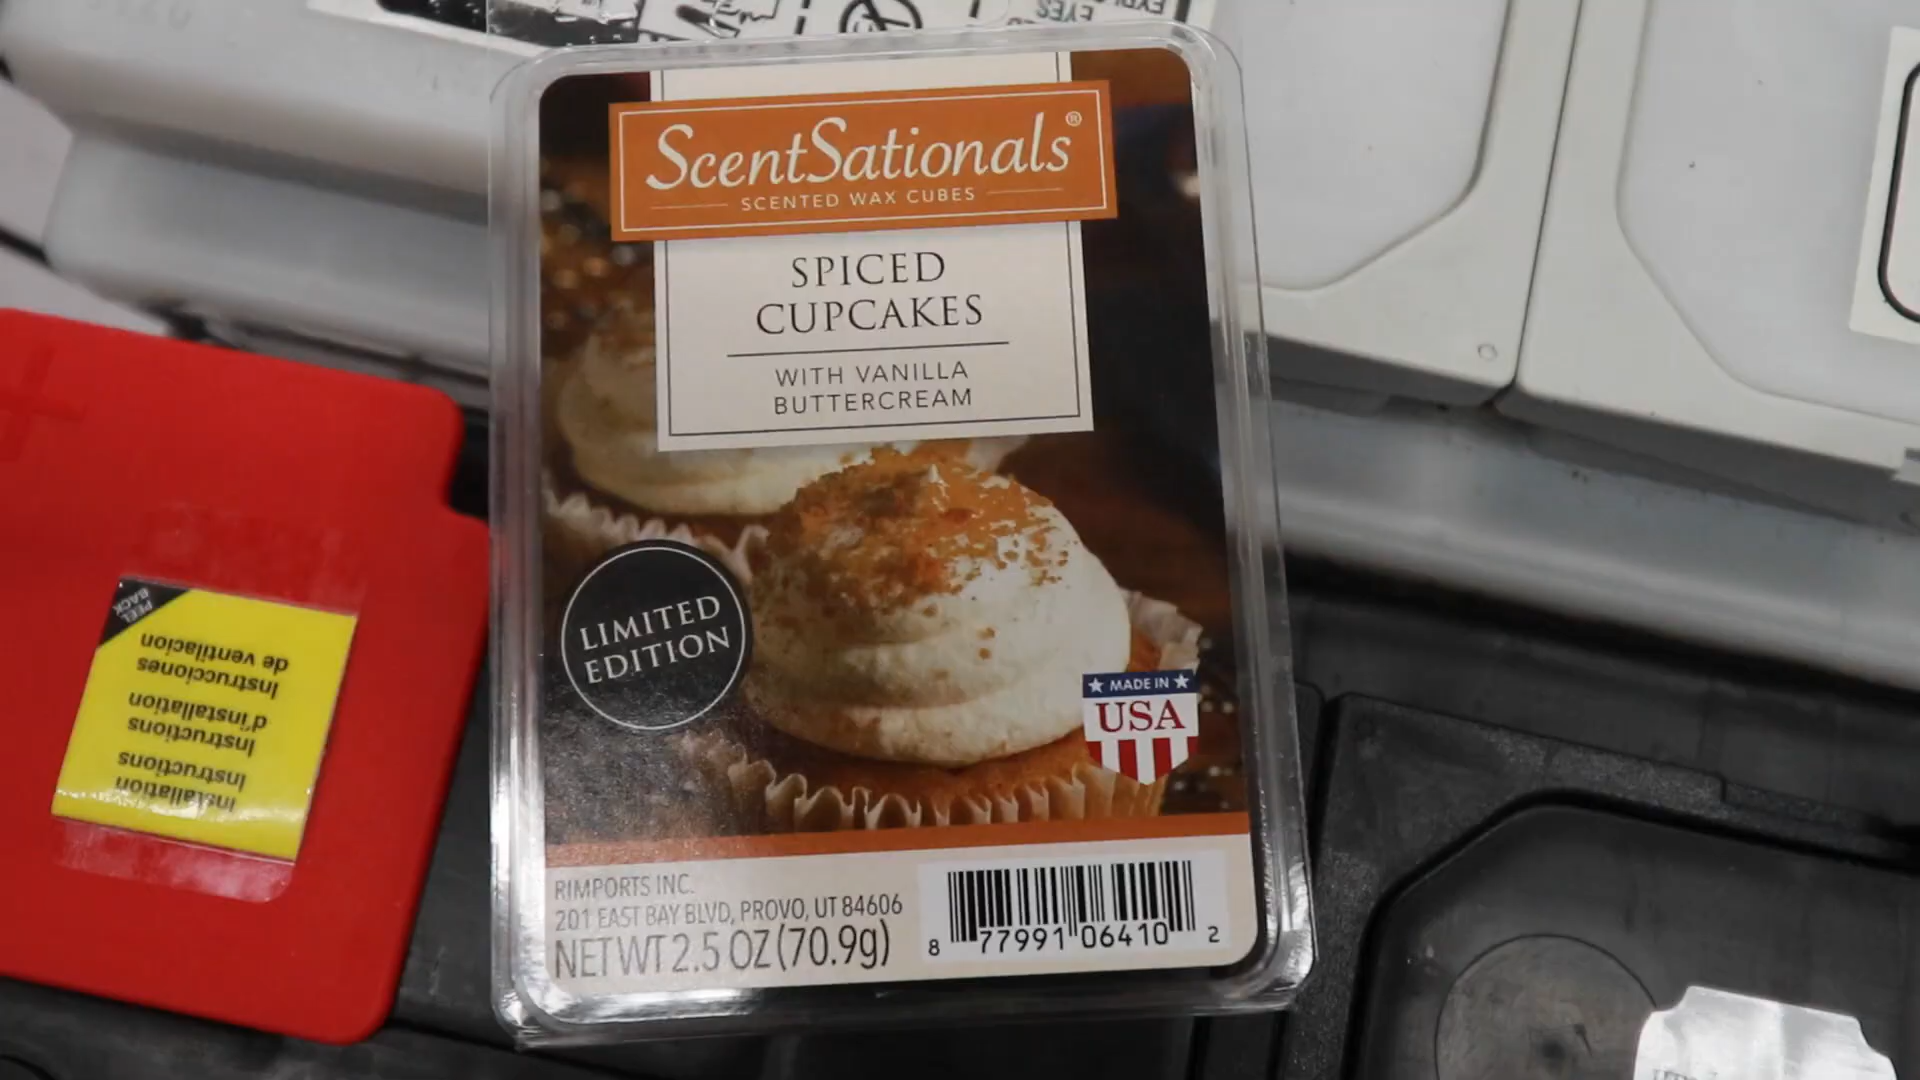 EYES
ScentSationals®
SCENTED WAX CUBES
SPICED
CUPCAKES
WITH VANILLA
BUTTERCREAM
LIMITED
EDITION
MADE IN
USA
RIMPORTS INC.
201 EAST BAY BLVD, PROVO, UT 84606
NET WT 2.5 OZ (70.9g)
8 77991 06410 2
Installation
Instructions
Instructions
d'installation
Instrucciones
de ventilacion
PEEL
BACK